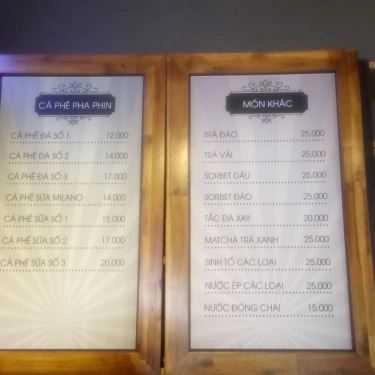 CÀ PHÊ PHA PHIN
CÀ PHÊ ĐÁ SỐ 1 12.000
CÀ PHÊ ĐÁ SỐ 2 14.000
CÀ PHÊ ĐÁ SỐ 3 17.000
CÀ PHÊ SỮA MILANO 14.000
CÀ PHÊ SỮA SỐ 1 15.000
CÀ PHÊ SỮA SỐ 2 17.000
CÀ PHÊ SỮA SỐ 3 20.000
MÓN KHÁC
TRÀ ĐÀO 25.000
TRÀ VẢI 25.000
SORBET DÂU 25.000
SORBET ĐÀO 25.000
TẮC ĐÁ XAY 20.000
MATCHA TRÀ XANH 25.000
SINH TỐ CÁC LOẠI 25.000
NƯỚC ÉP CÁC LOẠI 25.000
NƯỚC ĐÓNG CHAI 15.000